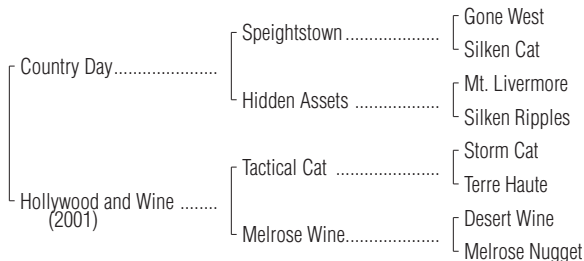 Gone West
Speightstown ...................
Silken Cat
Country Day.....................
Mt. Livermore
Hidden Assets .................
Silken Ripples
Storm Cat
Tactical Cat .....................
Terre Haute
Hollywood and Wine ........
(2001)
Desert Wine
Melrose Wine...................
Melrose Nugget